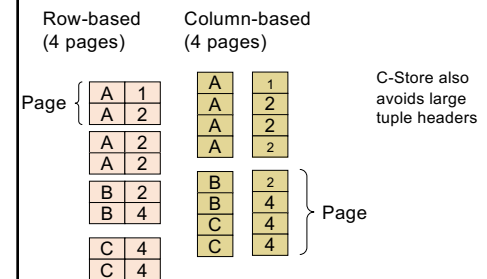 Row-based
(4 pages)
Column-based
(4 pages)
Page
A 1
A 2
A 2
A 2
B 2
B 4
C 4
C 4
A
A
A
A
B
B
C
C
1
2
2
2
2
4
4
4
Page
C-Store also
avoids large
tuple headers